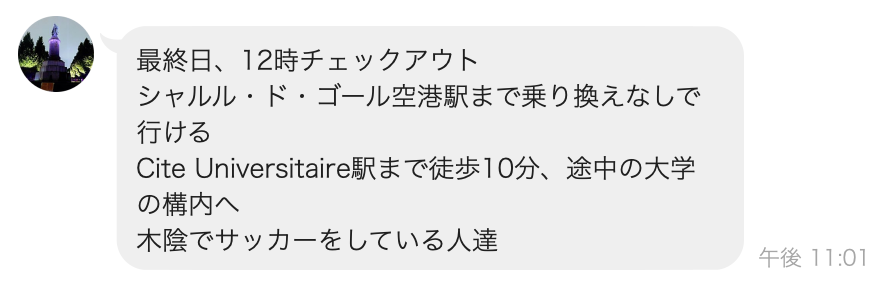 最終日、12時チェックアウト
シャルル・ド・ゴール空港駅まで乗り換えなしで
行ける
Cite Universitaire駅まで徒歩10分、途中の大学
の構内へ
木陰でサッカーをしている人達
午後 11:01